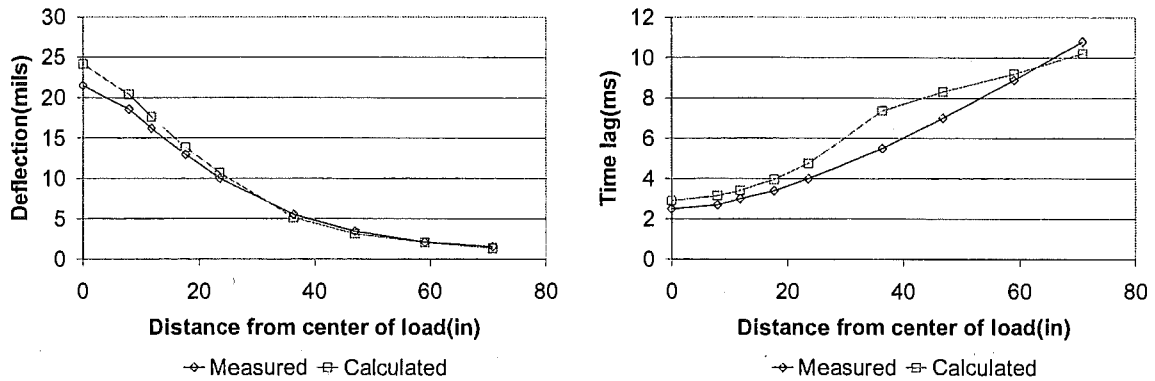 Deflection(mils)
30
25
20
15
10
5
0
0 20 40 60 80
Distance from center of load(in)
Measured Calculated
Time lag(ms)
12
10
8
6
4
2
0
0 20 40 60 80
Distance from center of load(in)
Measured Calculated